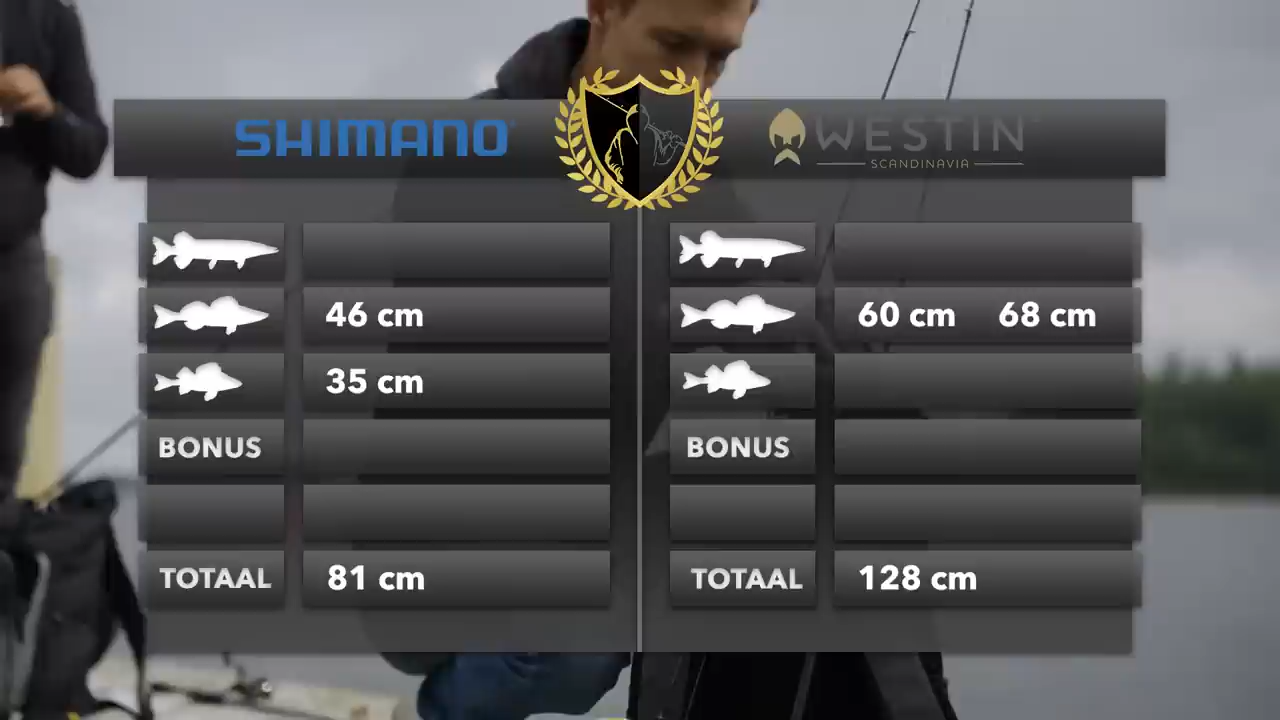 SHIMANO
WESTIN
SCANDINAVIA
46 cm
60 cm 68 cm
35 cm
BONUS
BONUS
TOTAAL 81 cm
TOTAAL 128 cm